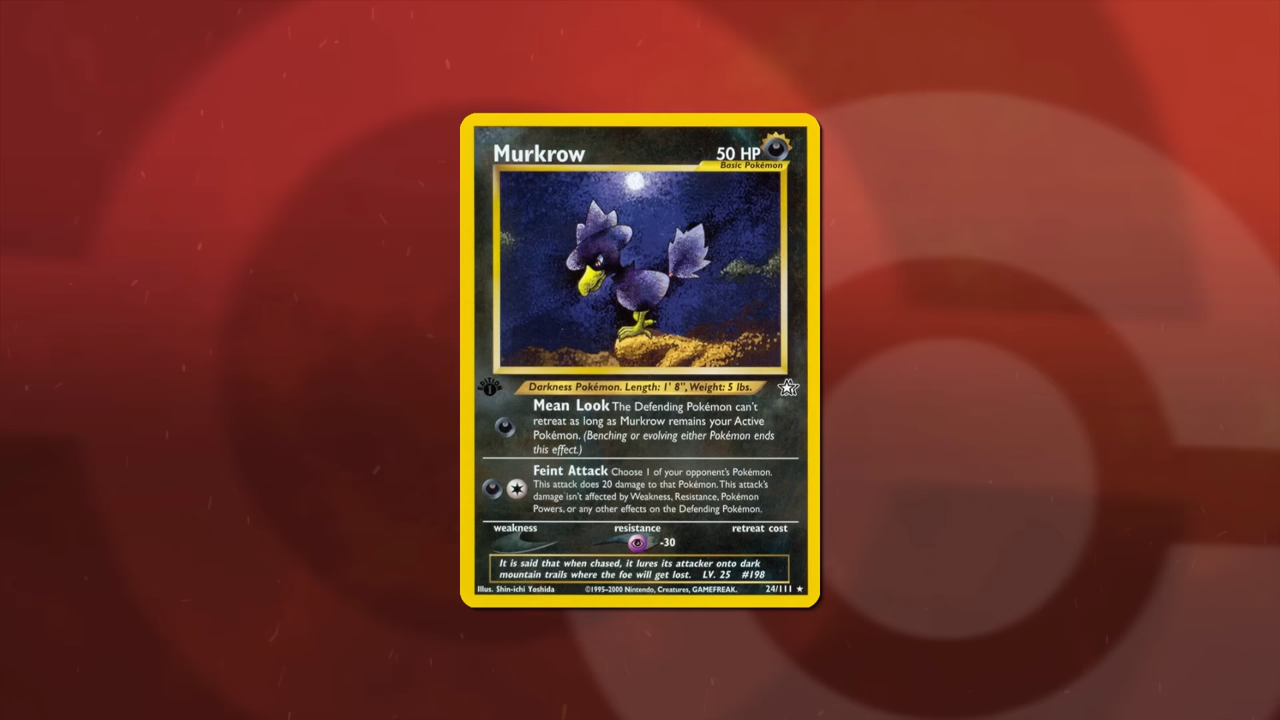 Murkrow
50 HP
Basic Pokémon
EDITION
1
Darkness Pokémon. Length: 1' 8", Weight: 5 lbs.
Mean Look The Defending Pokémon can't
retreat as long as Murkrow remains your Active
Pokémon. (Benching or evolving either Pokémon ends
this effect.)
Feint Attack Choose 1 of your opponent's Pokémon.
This attack does 20 damage to that Pokémon. This attack's
damage isn't affected by Weakness, Resistance, Pokémon
Powers, or any other effects on the Defending Pokémon.
weakness resistance retreat cost
-30
It is said that when chased, it lures its attacker onto dark
mountain trails where the foe will get lost. LV. 25 #198
Illus. Shin-ichi Yoshida ©1995-2000 Nintendo, Creatures, GAMEFREAK. 24/111 ★